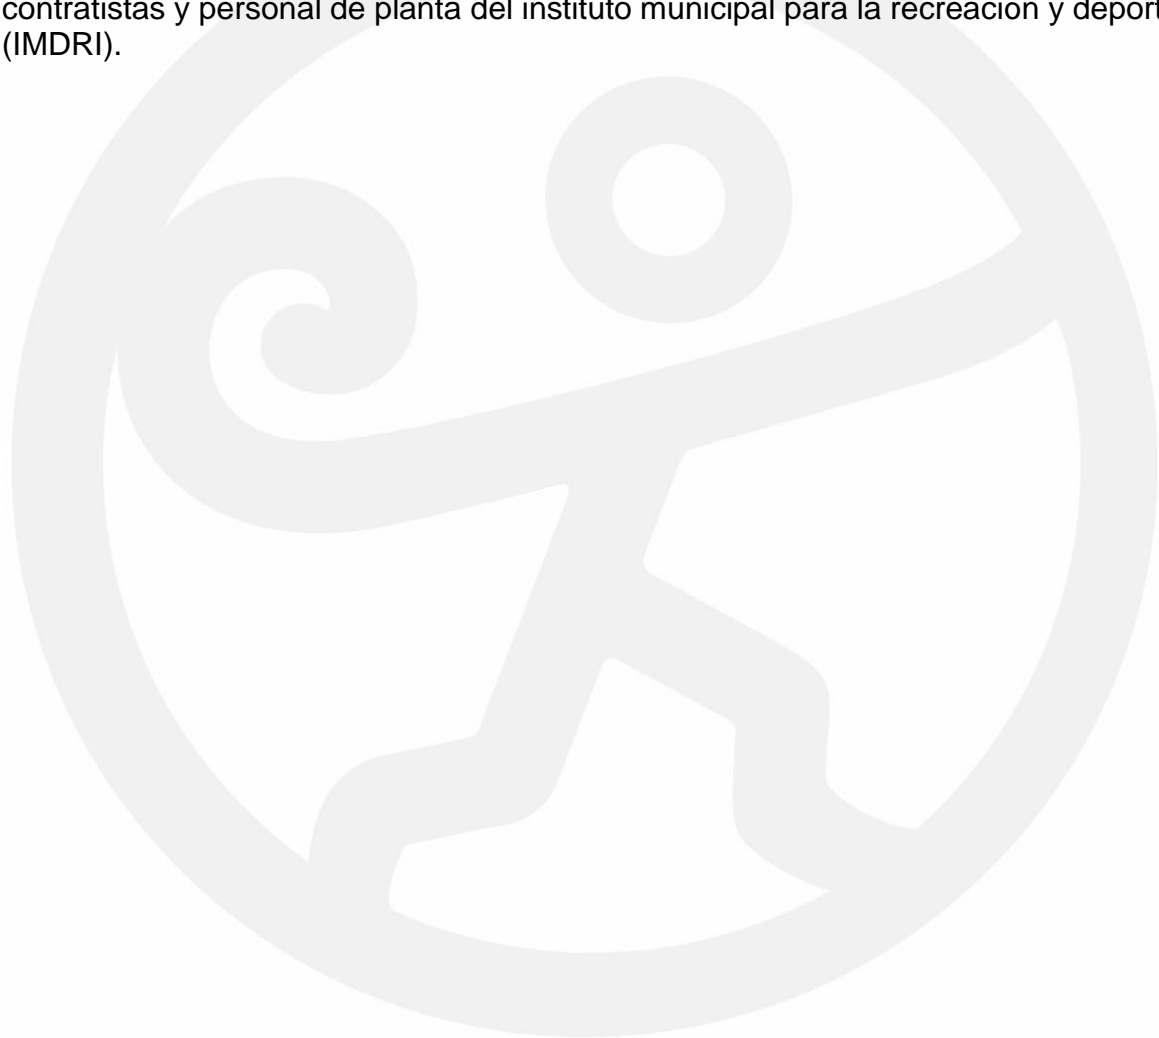 contratistas y personal de planta del instituto municipal para la recreación y deport
(IMDRI).